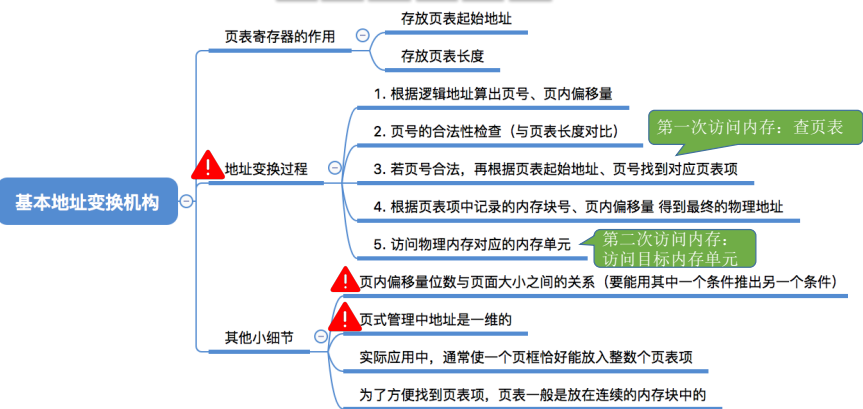 页表寄存器的作用
存放页表起始地址
存放页表长度
基本地址变换机构
地址变换过程
1. 根据逻辑地址算出页号、页内偏移量
2. 页号的合法性检查（与页表长度对比）
第一次访问内存：查页表
3. 若页号合法，再根据页表起始地址、页号找到对应页表项
4. 根据页表项中记录的内存块号、页内偏移量 得到最终的物理地址
5. 访问物理内存对应的内存单元
第二次访问内存：
访问目标内存单元
其他小细节
页内偏移量位数与页面大小之间的关系（要能用其中一个条件推出另一个条件）
页式管理中地址是一维的
实际应用中，通常使一个页框恰好能放入整数个页表项
为了方便找到页表项，页表一般是放在连续的内存块中的